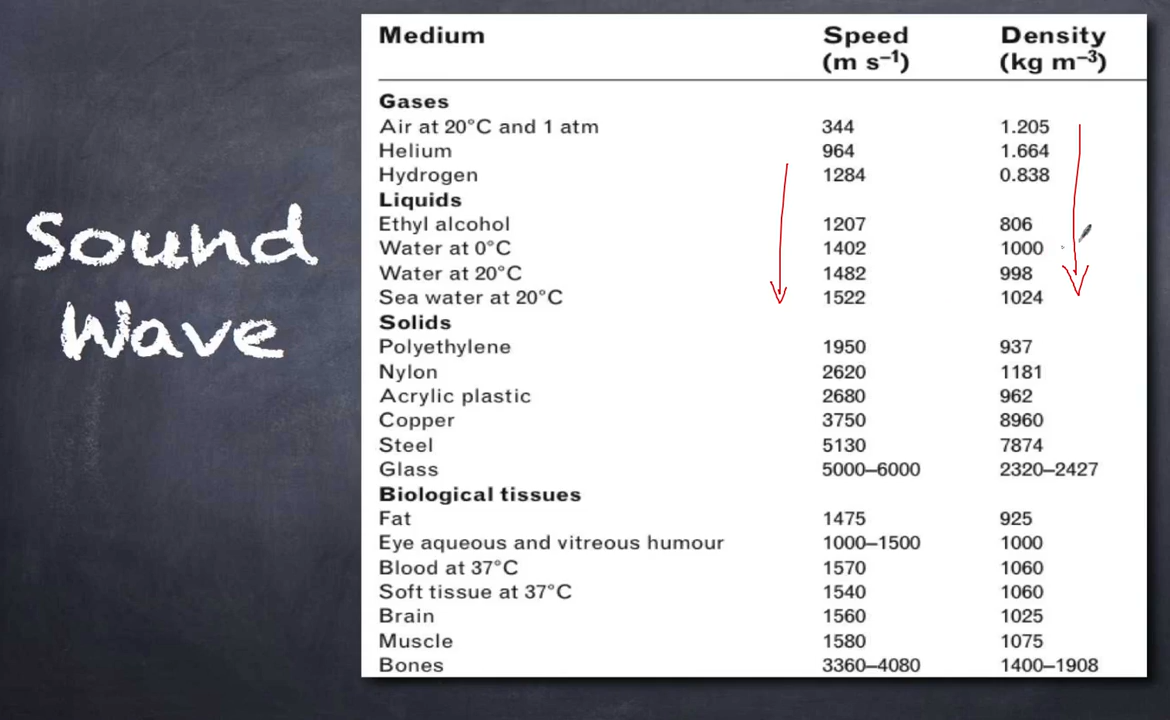 Sound
Wave
Medium Speed Density
(m s⁻¹) (kg m⁻³)
Gases
Air at 20°C and 1 atm 344 1.205
Helium 964 1.664
Hydrogen 1284 0.838
Liquids
Ethyl alcohol 1207 806
Water at 0°C 1402 1000
Water at 20°C 1482 998
Sea water at 20°C 1522 1024
Solids
Polyethylene 1950 937
Nylon 2620 1181
Acrylic plastic 2680 962
Copper 3750 8960
Steel 5130 7874
Glass 5000–6000 2320–2427
Biological tissues
Fat 1475 925
Eye aqueous and vitreous humour 1000–1500 1000
Blood at 37°C 1570 1060
Soft tissue at 37°C 1540 1060
Brain 1560 1025
Muscle 1580 1075
Bones 3360–4080 1400–1908